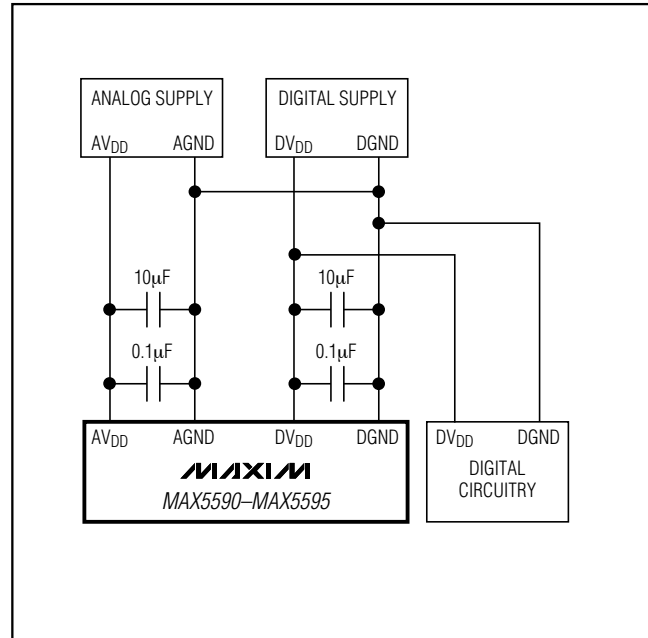 ANALOG SUPPLY
DIGITAL SUPPLY
AVDD AGND
DVDD DGND
10µF
10µF
0.1µF
0.1µF
AVDD AGND DVDD DGND
MAXIM
MAX5590–MAX5595
DVDD DGND
DIGITAL
CIRCUITRY